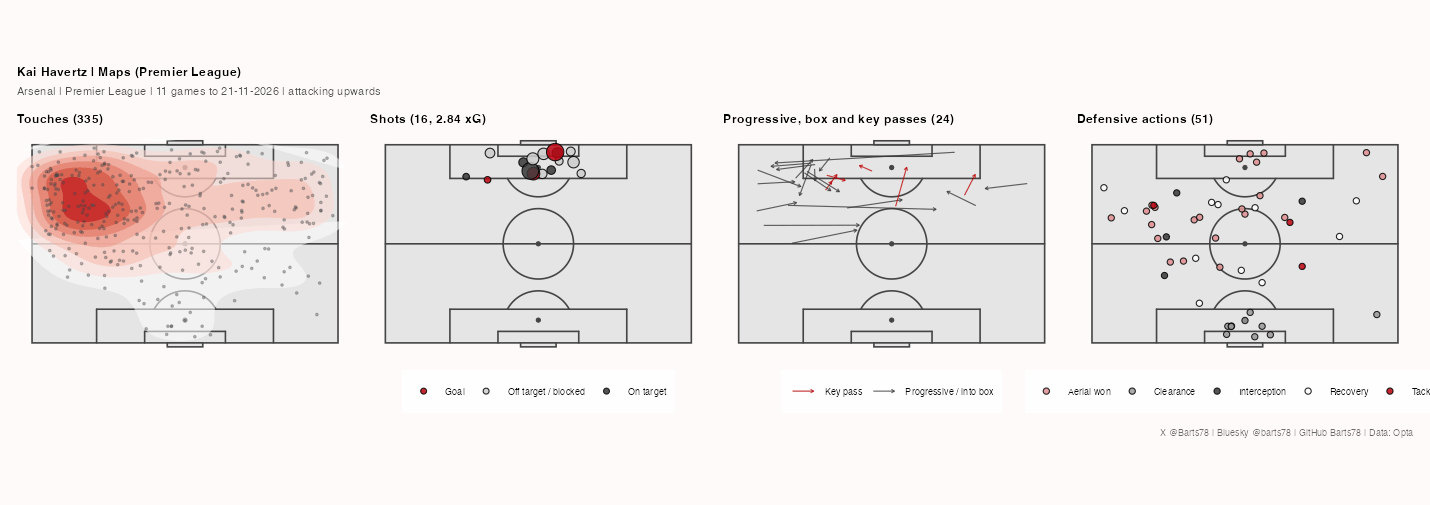 Kai Havertz | Maps (Premier League)
Arsenal | Premier League | 11 games to 21-11-2026 | attacking upwards
Touches (335)
Shots (16, 2.84 xG)
Progressive, box and key passes (24)
Defensive actions (51)
Goal Off target / blocked On target
Key pass Progressive / into box
Aerial won Clearance Interception Recovery Tack
X @Barts78 | Bluesky @barts78 | GitHub Barts78 | Data: Opta